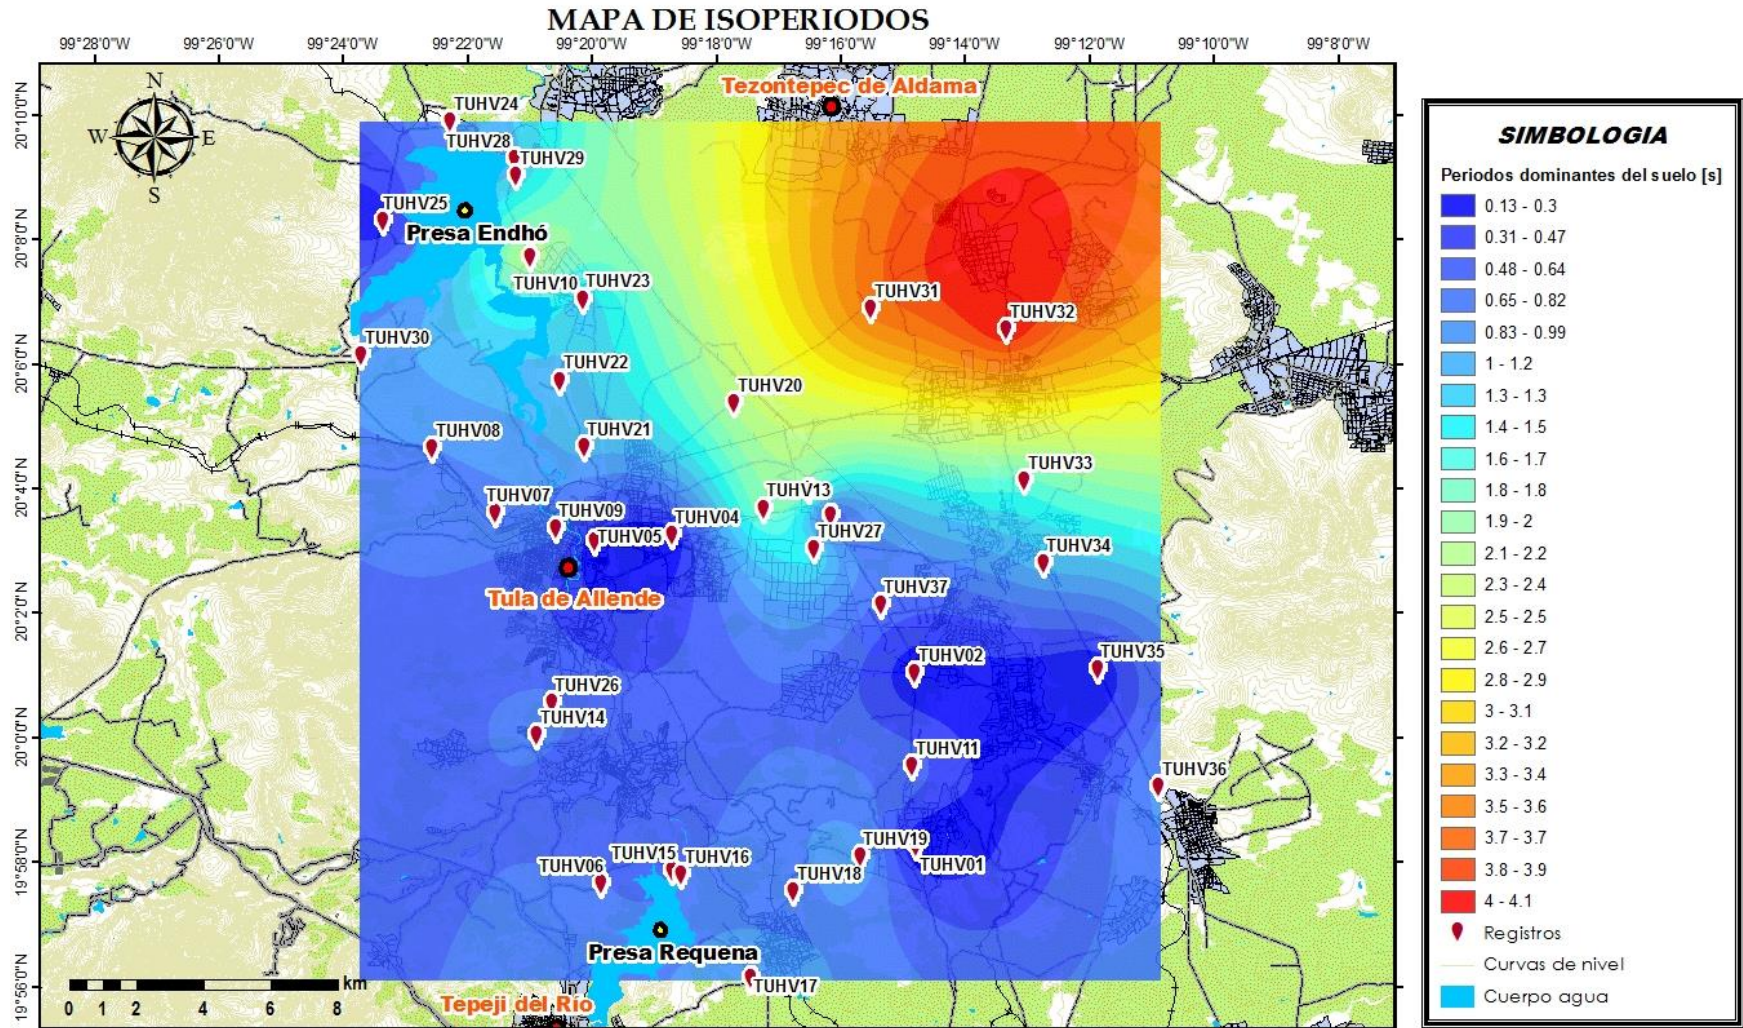 MAPA DE ISOPERIODOS
99°28'0"W 99°26'0"W 99°24'0"W 99°22'0"W 99°20'0"W 99°18'0"W 99°16'0"W 99°14'0"W 99°12'0"W 99°10'0"W 99°8'0"W
N
W E
S
Tezontepec de Aldama
TUHV24
20°10'0"N
TUHV28
TUHV29
TUHV25
Presa Endhó
20°8'0"N
TUHV10 TUHV23
TUHV31
TUHV32
TUHV30
20°6'0"N
TUHV22
TUHV20
TUHV08
TUHV21
TUHV33
20°4'0"N
TUHV07
TUHV13
TUHV09
TUHV04
TUHV05
TUHV27
TUHV34
Tula de Allende
TUHV37
20°2'0"N
TUHV02
TUHV35
TUHV26
TUHV14
20°0'0"N
TUHV11
TUHV36
TUHV19
TUHV15
TUHV16
TUHV06
TUHV01
TUHV18
19°58'0"N
Presa Requena
TUHV17
km
0 1 2 4 6 8
Tepeji del Río
19°56'0"N
SIMBOLOGIA
Periodos dominantes del suelo [s]
0.13 - 0.3
0.31 - 0.47
0.48 - 0.64
0.65 - 0.82
0.83 - 0.99
1 - 1.2
1.3 - 1.3
1.4 - 1.5
1.6 - 1.7
1.8 - 1.8
1.9 - 2
2.1 - 2.2
2.3 - 2.4
2.5 - 2.5
2.6 - 2.7
2.8 - 2.9
3 - 3.1
3.2 - 3.2
3.3 - 3.4
3.5 - 3.6
3.7 - 3.7
3.8 - 3.9
4 - 4.1
Registros
Curvas de nivel
Cuerpo agua